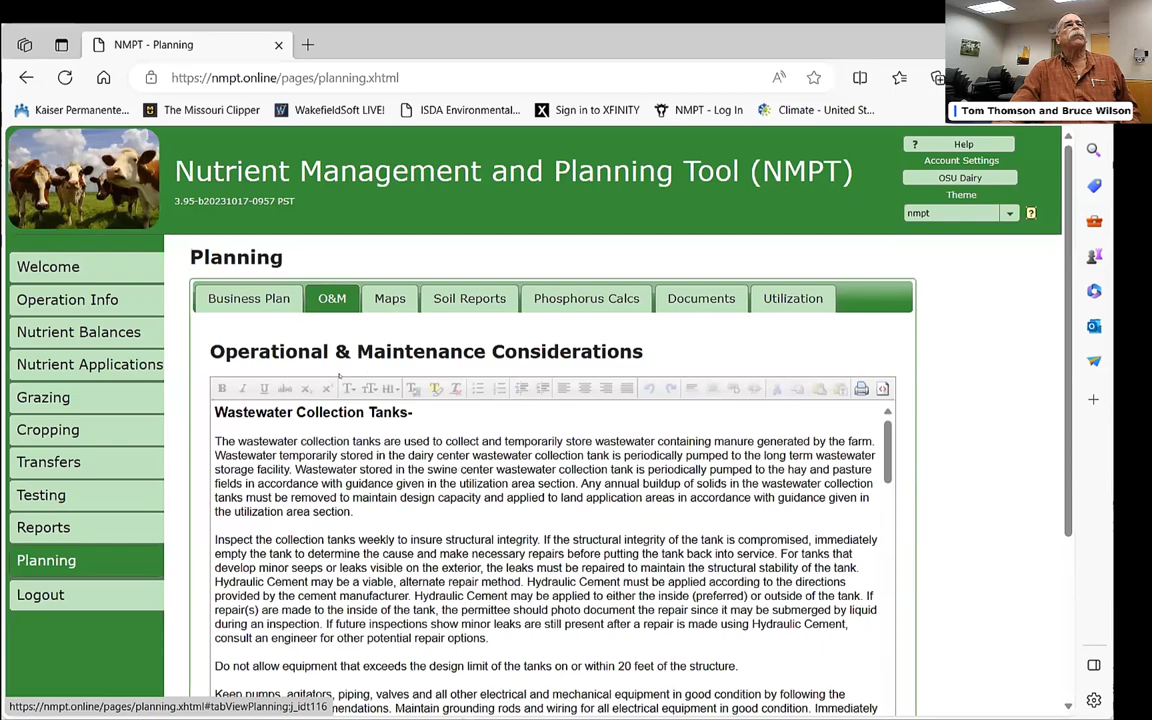 NMPT - Planning
https://nmpt.online/pages/planning.xhtml
Kaiser Permanente... The Missouri Clipper WakefieldSoft LIVE! ISDA Environmental... Sign in to XFINITY NMPT - Log In Climate - United St...
Tom Thomson and Bruce Wilson
Nutrient Management and Planning Tool (NMPT)
3.95-b20231017-0957 PST
? Help
Account Settings
OSU Dairy
Theme
nmpt
Welcome
Operation Info
Nutrient Balances
Nutrient Applications
Grazing
Cropping
Transfers
Testing
Reports
Planning
Logout
Planning
Business Plan O&M Maps Soil Reports Phosphorus Calcs Documents Utilization
Operational & Maintenance Considerations
Wastewater Collection Tanks-
The wastewater collection tanks are used to collect and temporarily store wastewater containing manure generated by the farm.
Wastewater temporarily stored in the dairy center wastewater collection tank is periodically pumped to the long term wastewater
storage facility. Wastewater stored in the swine center wastewater collection tank is periodically pumped to the hay and pasture
fields in accordance with guidance given in the utilization area section. Any annual buildup of solids in the wastewater collection
tanks must be removed to maintain design capacity and applied to land application areas in accordance with guidance given in
the utilization area section.
Inspect the collection tanks weekly to insure structural integrity. If the structural integrity of the tank is compromised, immediately
empty the tank to determine the cause and make necessary repairs before putting the tank back into service. For tanks that
develop minor seeps or leaks visible on the exterior, the leaks must be repaired to maintain the structural stability of the tank.
Hydraulic Cement may be a viable, alternate repair method. Hydraulic Cement must be applied according to the directions
provided by the cement manufacturer. Hydraulic Cement may be applied to either the inside (preferred) or outside of the tank. If
repair(s) are made to the inside of the tank, the permittee should photo document the repair since it may be submerged by liquid
during an inspection. If future inspections show minor leaks are still present after a repair is made using Hydraulic Cement,
consult an engineer for other potential repair options.
Do not allow equipment that exceeds the design limit of the tanks on or within 20 feet of the structure.
Keep pumps, agitators, piping, valves and all other electrical and mechanical equipment in good condition by following the
mendations. Maintain grounding rods and wiring for all electrical equipment in good condition. Immediately
https://nmpt.online/pages/planning.xhtml#tabViewPlanning:j_idt116